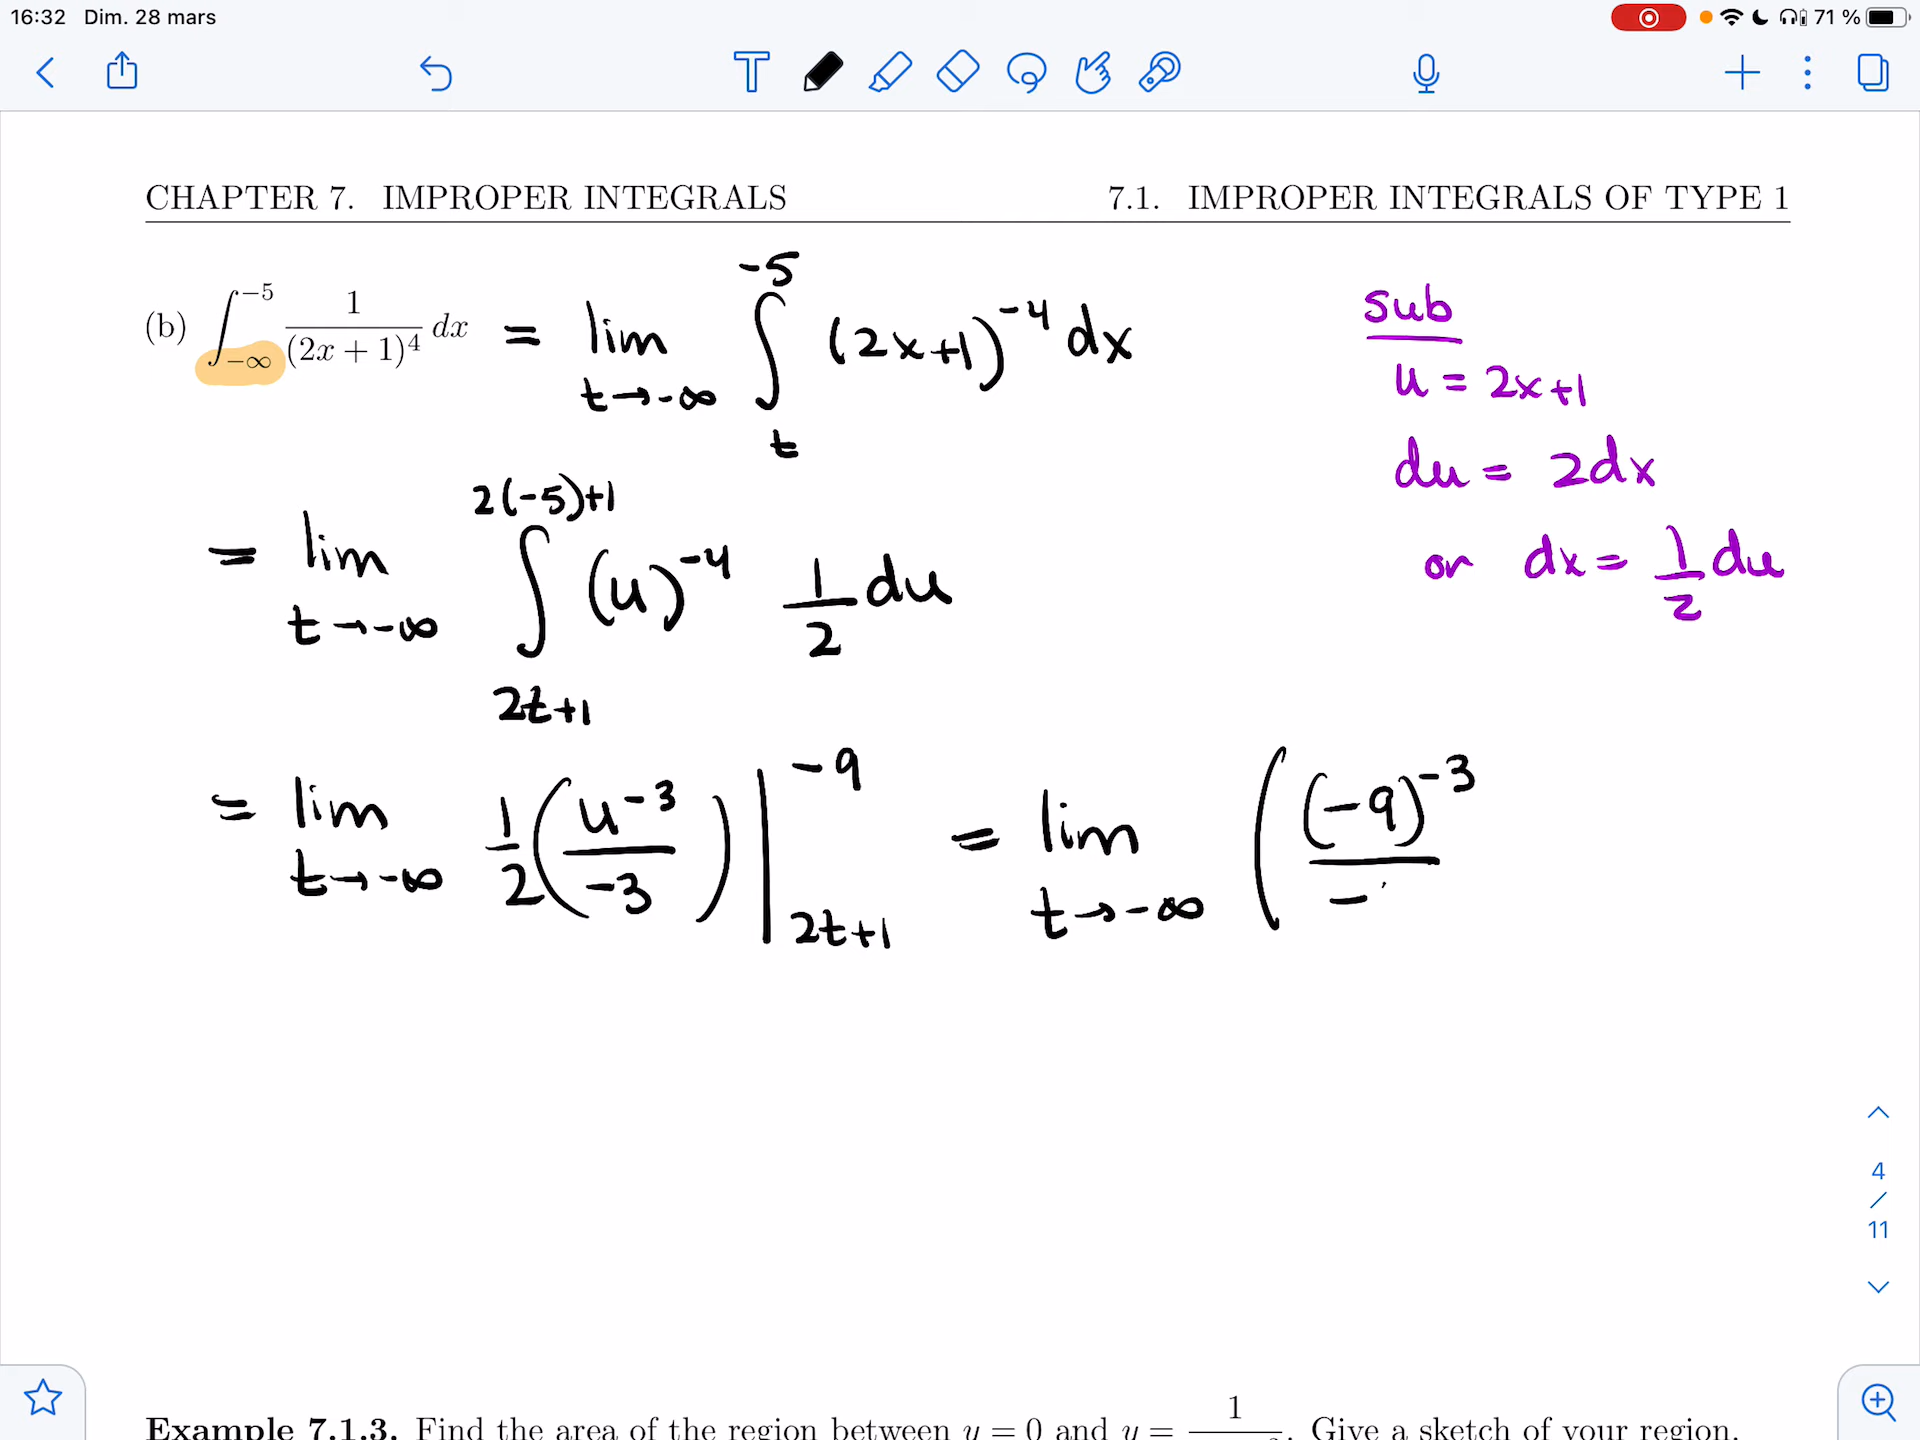 16:32 Dim. 28 mars 71 %
T
CHAPTER 7. IMPROPER INTEGRALS 7.1. IMPROPER INTEGRALS OF TYPE 1
(b) ∫_{-∞}^{-5} 1/(2x + 1)^4 dx = lim_{t→-∞} ∫_t^{-5} (2x+1)^{-4} dx
sub
u = 2x+1
du = 2dx
or dx = 1/2 du
= lim_{t→-∞} ∫_{2t+1}^{2(-5)+1} (u)^{-4} 1/2 du
= lim_{t→-∞} 1/2 (u^{-3}/-3) |_{2t+1}^{-9} = lim_{t→-∞} ( (-9)^{-3}/-
4
/
11
Example 7.1.3. Find the area of the region between y = 0 and y = 1/ . Give a sketch of your region.